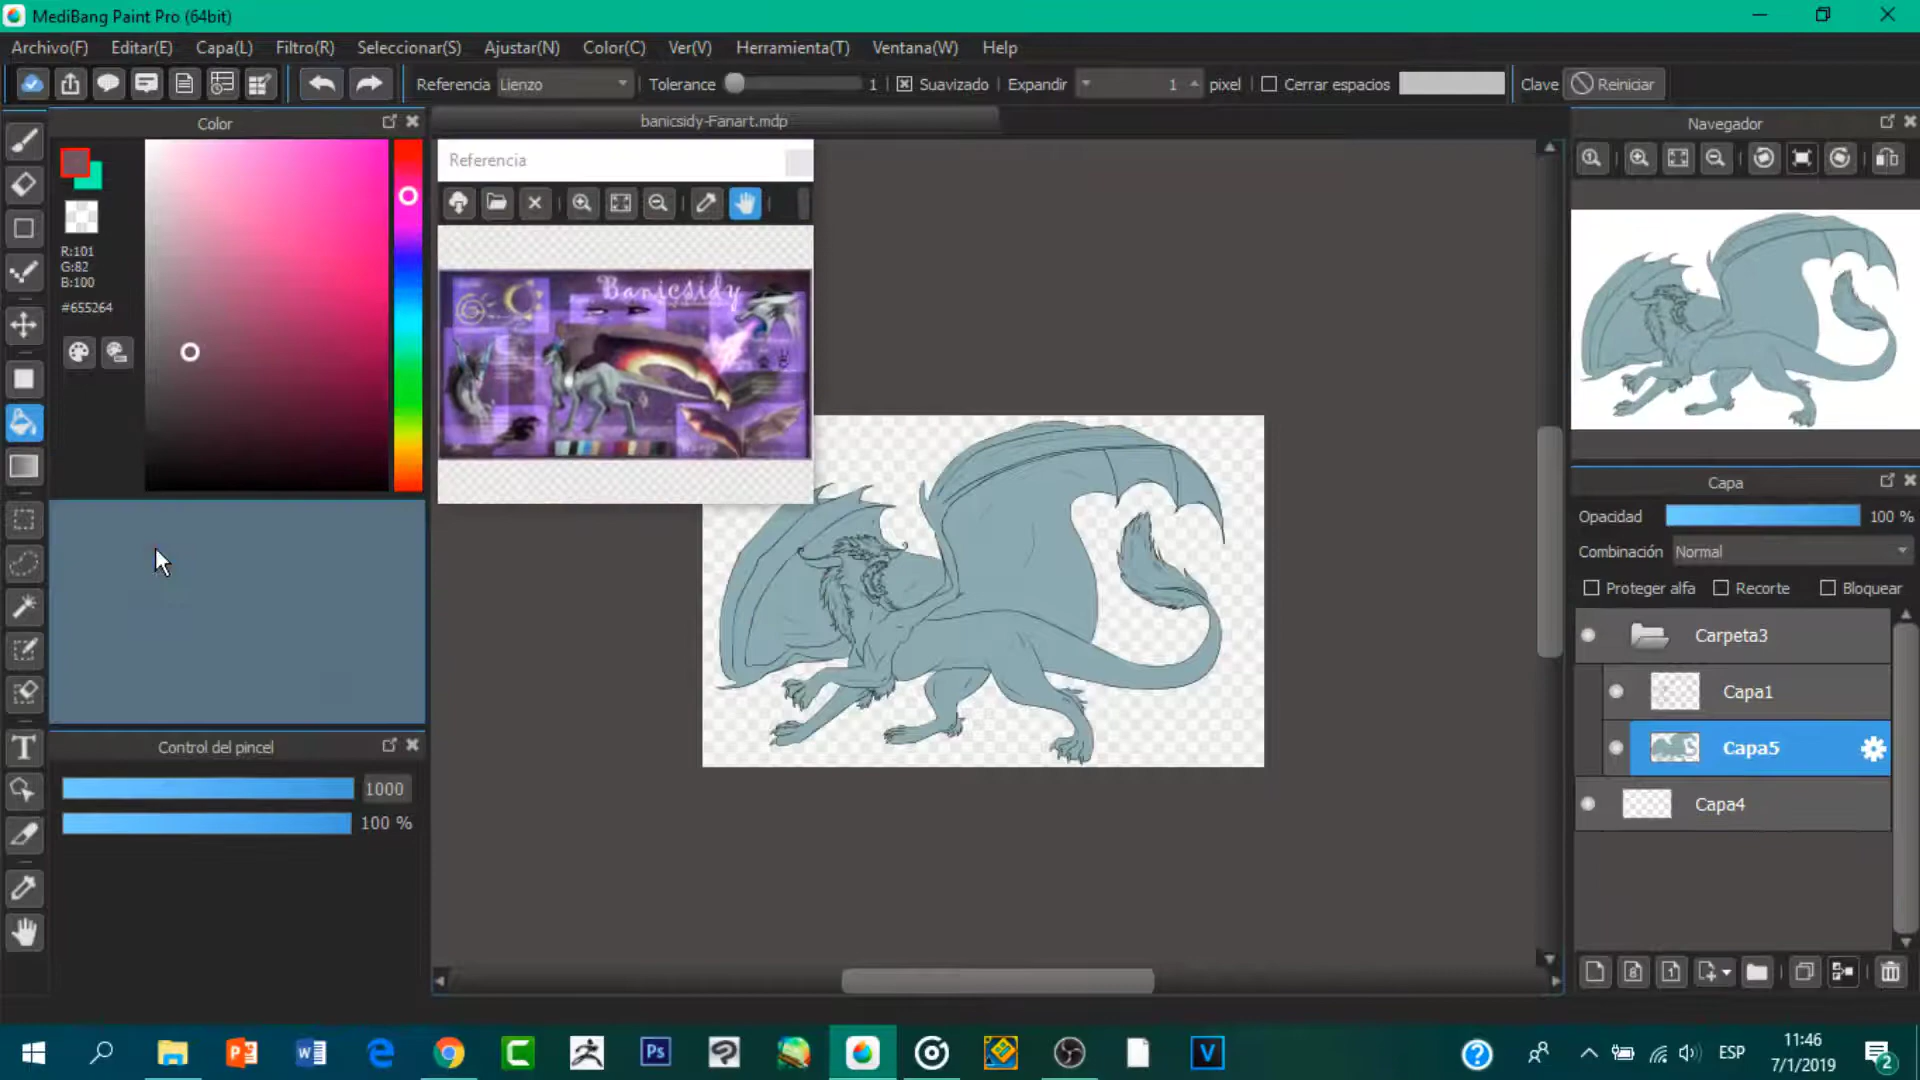 MediBang Paint Pro (64bit)
Archivo(F) Editar(E) Capa(L) Filtro(R) Seleccionar(S) Ajustar(N) Color(C) Ver(V) Herramienta(T) Ventana(W) Help
Referencia Lienzo Tolerance 1 Suavizado Expandir 1 pixel Cerrar espacios Clave Reiniciar
Color
banicsidy-Fanart.mdp
Navegador
Referencia
R:101
G:82
B:100
#655264
Banicsidy
Capa
Opacidad 100 %
Combinación Normal
Proteger alfa Recorte Bloquear
Carpeta3
Capa1
Capa5
Capa4
Control del pincel
1000
100 %
ESP
11:46
7/1/2019
2